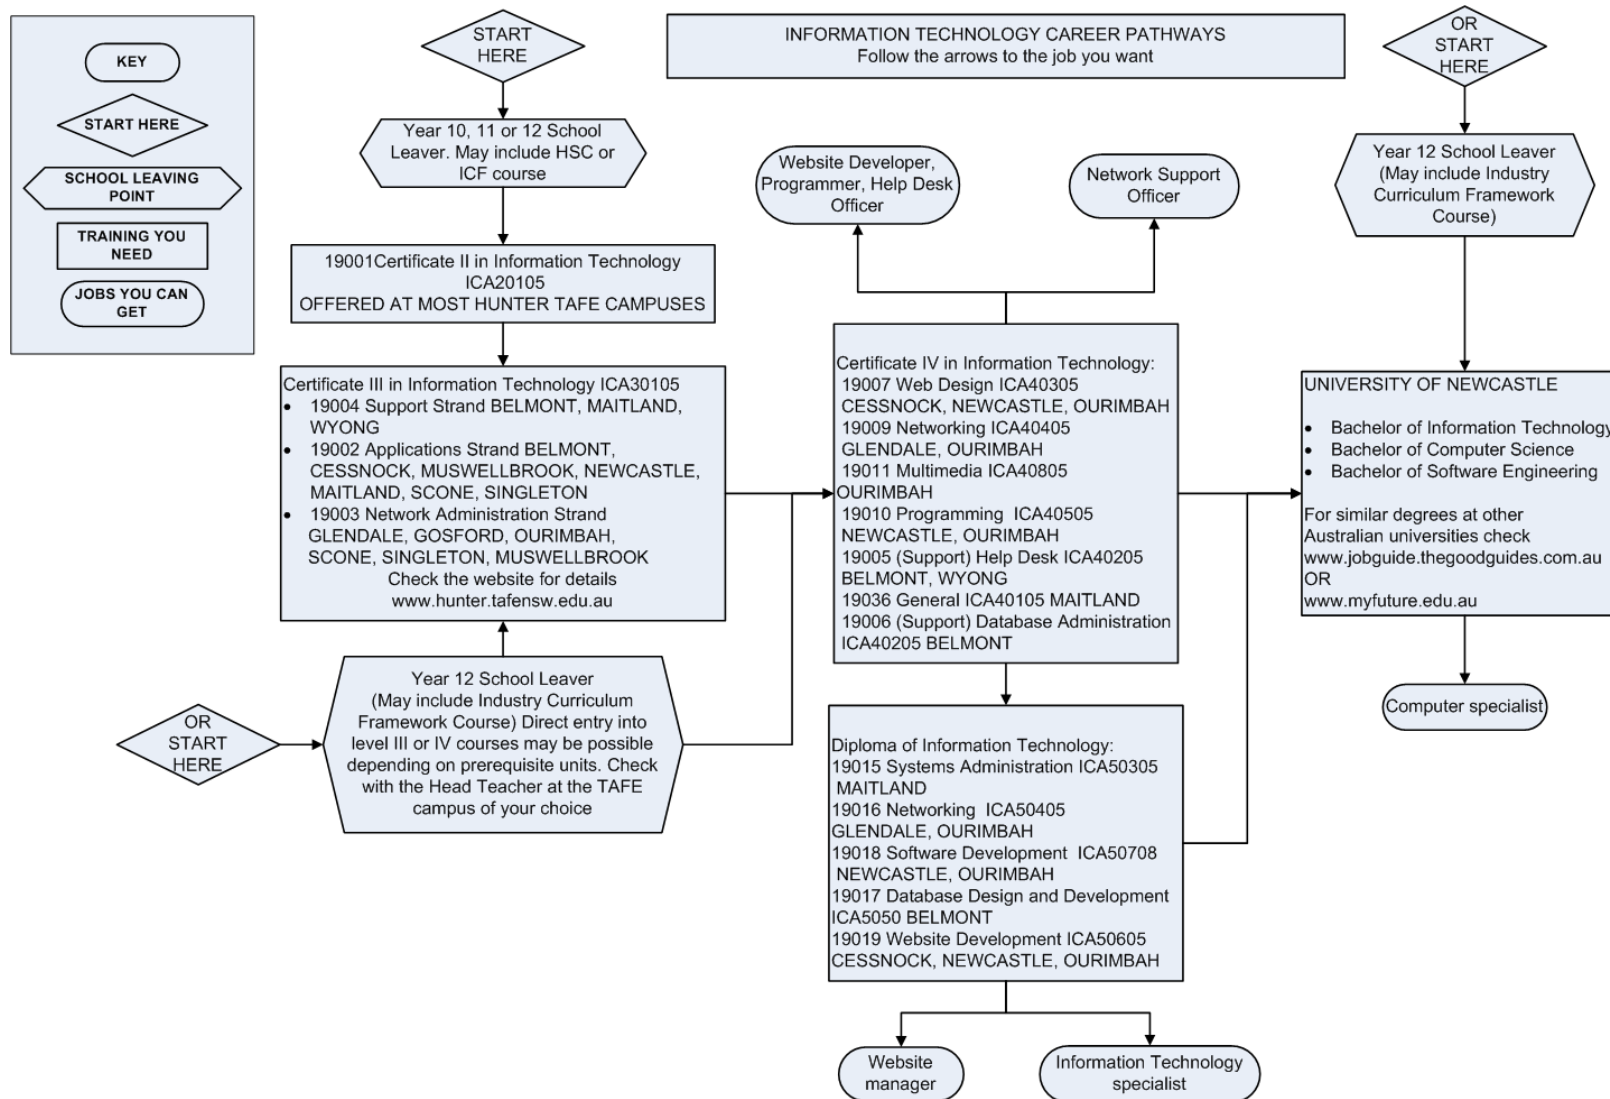 KEY
START HERE
SCHOOL LEAVING
POINT
TRAINING YOU
NEED
JOBS YOU CAN
GET
START
HERE
INFORMATION TECHNOLOGY CAREER PATHWAYS
Follow the arrows to the job you want
OR
START
HERE
Year 10, 11 or 12 School
Leaver. May include HSC or
ICF course
Website Developer,
Programmer, Help Desk
Officer
Network Support
Officer
Year 12 School Leaver
(May include Industry
Curriculum Framework
Course)
19001Certificate II in Information Technology
ICA20105
OFFERED AT MOST HUNTER TAFE CAMPUSES
Certificate III in Information Technology ICA30105
• 19004 Support Strand BELMONT, MAITLAND,
WYONG
• 19002 Applications Strand BELMONT,
CESSNOCK, MUSWELLBROOK, NEWCASTLE,
MAITLAND, SCONE, SINGLETON
• 19003 Network Administration Strand
GLENDALE, GOSFORD, OURIMBAH,
SCONE, SINGLETON, MUSWELLBROOK
Check the website for details
www.hunter.tafensw.edu.au
Certificate IV in Information Technology:
19007 Web Design ICA40305
CESSNOCK, NEWCASTLE, OURIMBAH
19009 Networking ICA40405
GLENDALE, OURIMBAH
19011 Multimedia ICA40805
OURIMBAH
19010 Programming ICA40505
NEWCASTLE, OURIMBAH
19005 (Support) Help Desk ICA40205
BELMONT, WYONG
19036 General ICA40105 MAITLAND
19006 (Support) Database Administration
ICA40205 BELMONT
UNIVERSITY OF NEWCASTLE
• Bachelor of Information Technology
• Bachelor of Computer Science
• Bachelor of Software Engineering
For similar degrees at other
Australian universities check
www.jobguide.thegoodguides.com.au
OR
www.myfuture.edu.au
OR
START
HERE
Year 12 School Leaver
(May include Industry Curriculum
Framework Course) Direct entry into
level III or IV courses may be possible
depending on prerequisite units. Check
with the Head Teacher at the TAFE
campus of your choice
Computer specialist
Diploma of Information Technology:
19015 Systems Administration ICA50305
MAITLAND
19016 Networking ICA50405
GLENDALE, OURIMBAH
19018 Software Development ICA50708
NEWCASTLE, OURIMBAH
19017 Database Design and Development
ICA5050 BELMONT
19019 Website Development ICA50605
CESSNOCK, NEWCASTLE, OURIMBAH
Website
manager
Information Technology
specialist